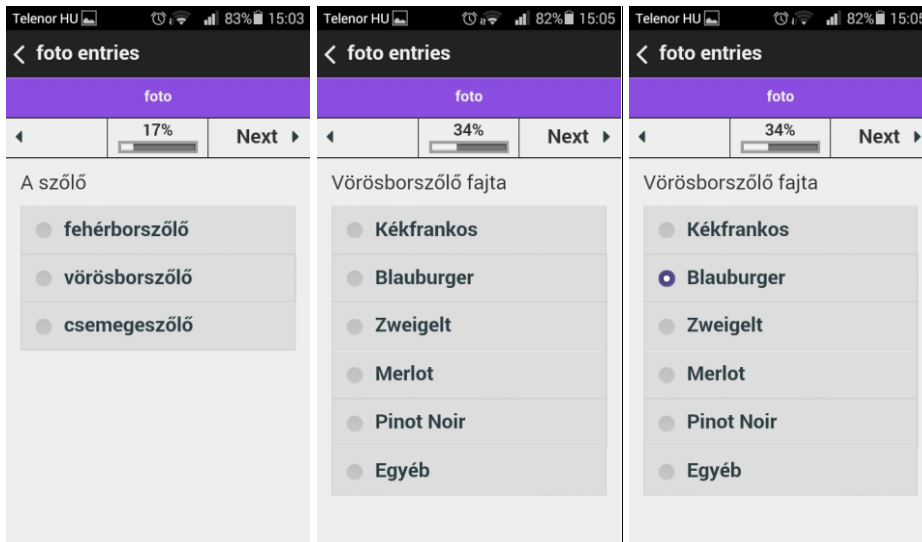 Telenor HU 83% 15:03
foto entries
foto
17%
Next
A szőlő
fehérborszőlő
vörösborszőlő
csemegeszőlő
Telenor HU 82% 15:05
foto entries
foto
34%
Next
Vörösborszőlő fajta
Kékfrankos
Blauburger
Zweigelt
Merlot
Pinot Noir
Egyéb
Telenor HU 82% 15:05
foto entries
foto
34%
Next
Vörösborszőlő fajta
Kékfrankos
Blauburger
Zweigelt
Merlot
Pinot Noir
Egyéb